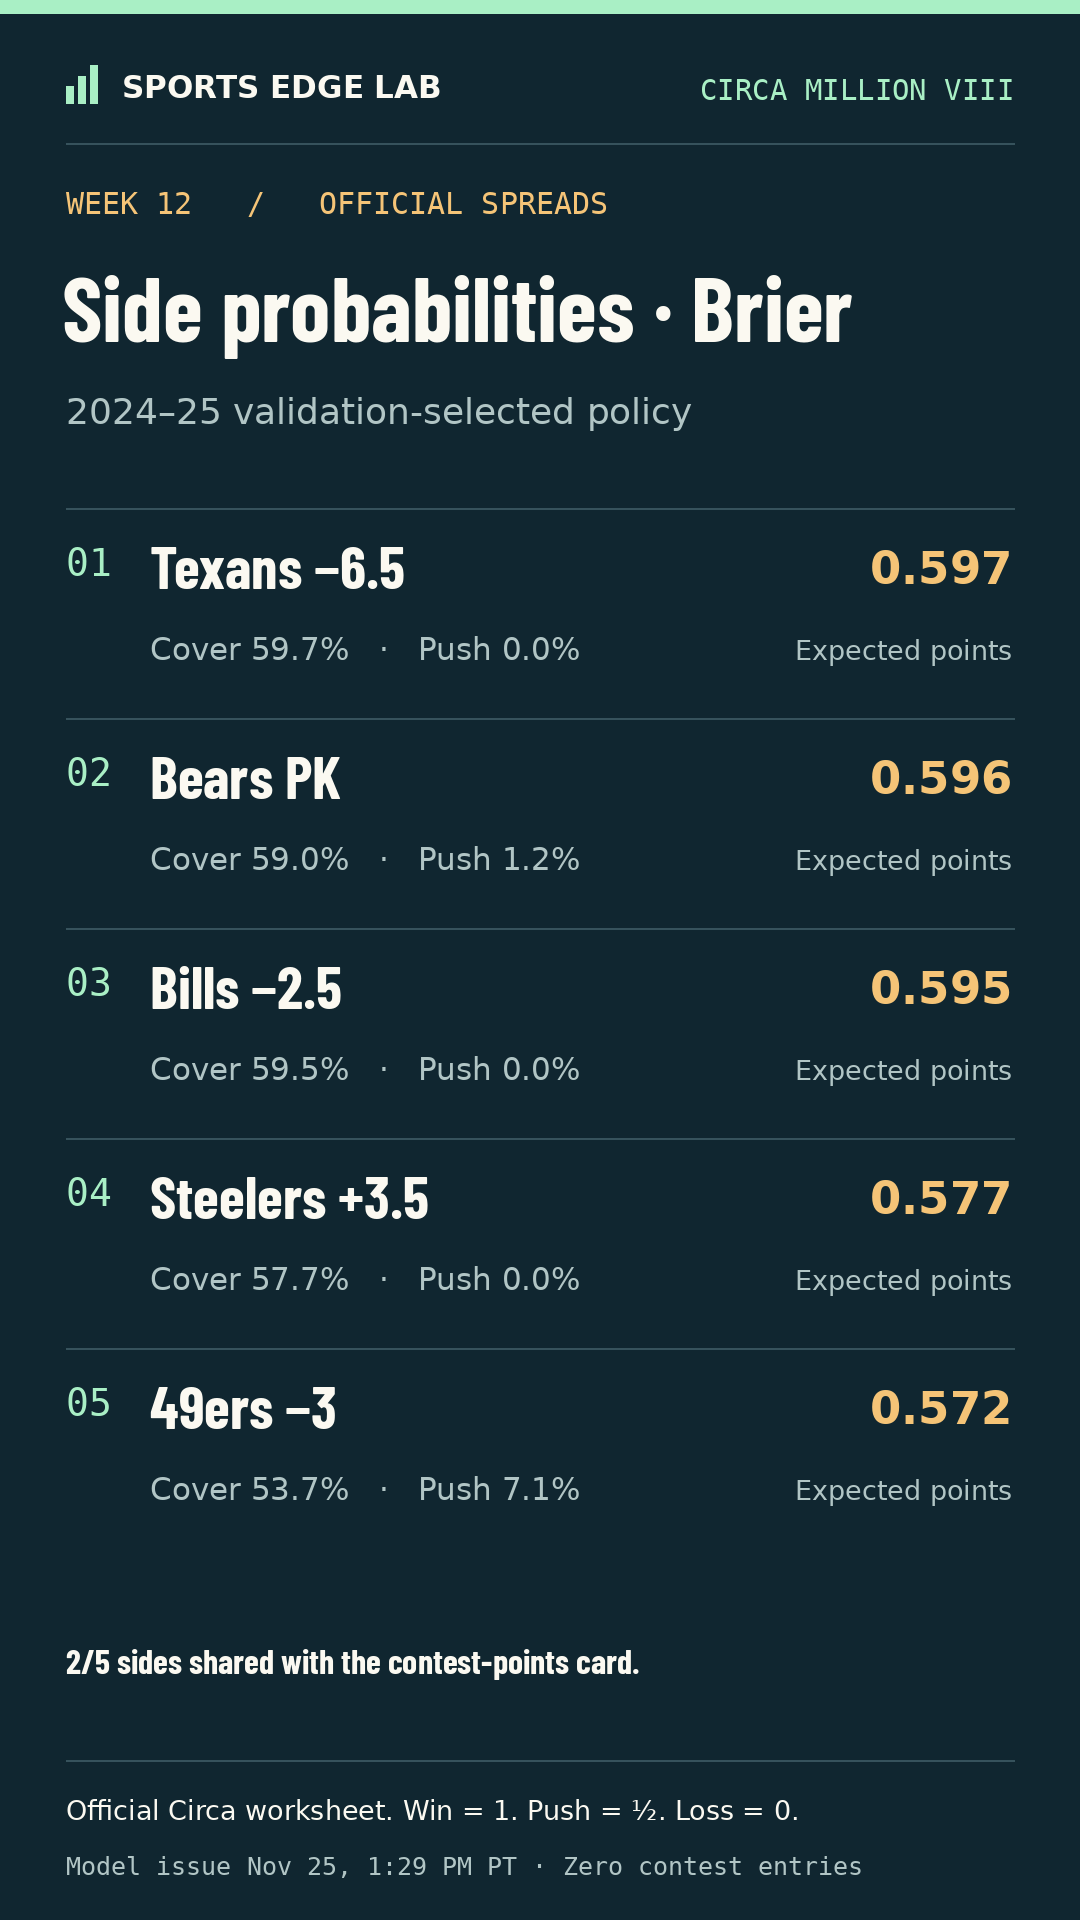 SPORTS EDGE LAB
CIRCA MILLION VIII
WEEK 12 / OFFICIAL SPREADS
Side probabilities · Brier
2024–25 validation-selected policy
01 Texans −6.5 0.597
Cover 59.7% · Push 0.0% Expected points
02 Bears PK 0.596
Cover 59.0% · Push 1.2% Expected points
03 Bills −2.5 0.595
Cover 59.5% · Push 0.0% Expected points
04 Steelers +3.5 0.577
Cover 57.7% · Push 0.0% Expected points
05 49ers −3 0.572
Cover 53.7% · Push 7.1% Expected points
2/5 sides shared with the contest-points card.
Official Circa worksheet. Win = 1. Push = ½. Loss = 0.
Model issue Nov 25, 1:29 PM PT · Zero contest entries